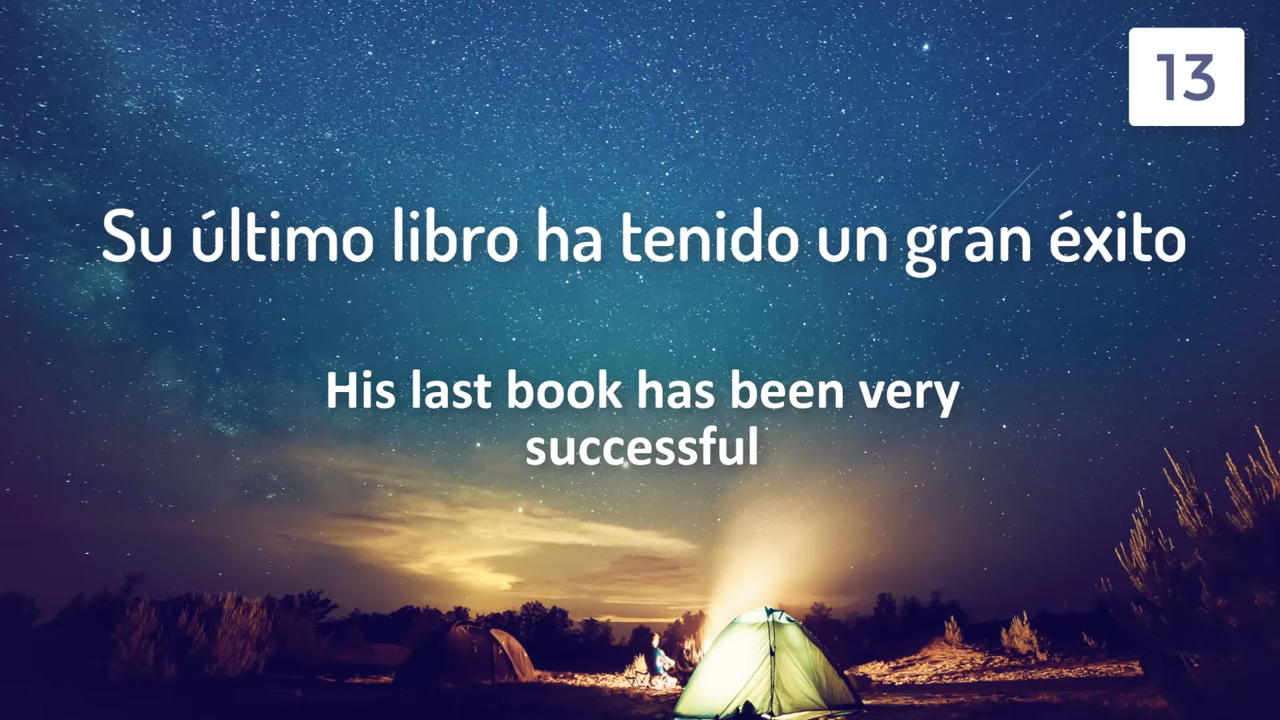 13
Su último libro ha tenido un gran éxito
His last book has been very
successful